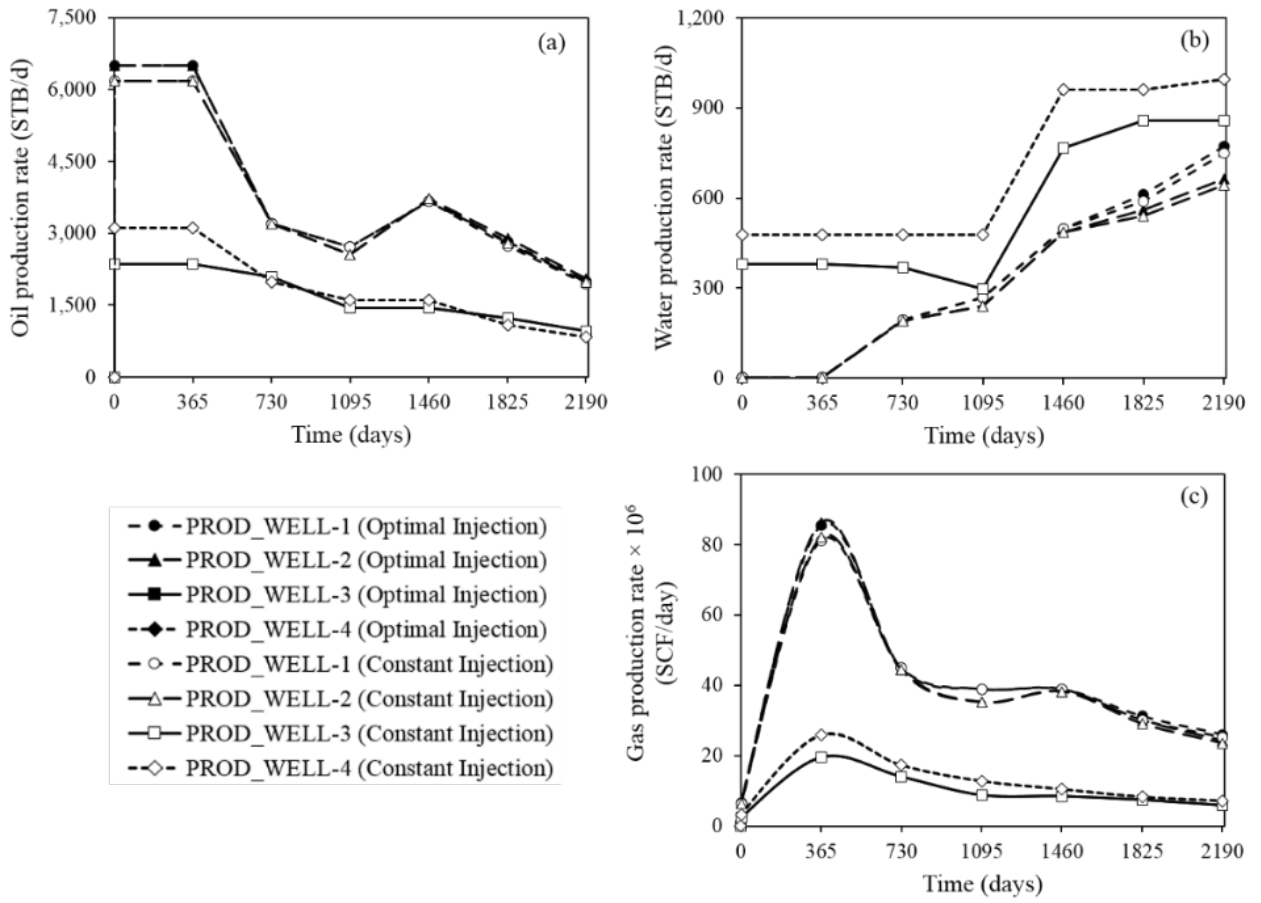 (a)
Oil production rate (STB/d)
7,500
6,000
4,500
3,000
1,500
0
0 365 730 1095 1460 1825 2190
Time (days)
(b)
Water production rate (STB/d)
1,200
900
600
300
0
0 365 730 1095 1460 1825 2190
Time (days)
PROD_WELL-1 (Optimal Injection)
PROD_WELL-2 (Optimal Injection)
PROD_WELL-3 (Optimal Injection)
PROD_WELL-4 (Optimal Injection)
PROD_WELL-1 (Constant Injection)
PROD_WELL-2 (Constant Injection)
PROD_WELL-3 (Constant Injection)
PROD_WELL-4 (Constant Injection)
(c)
Gas production rate × 10⁶
(SCF/day)
100
80
60
40
20
0
0 365 730 1095 1460 1825 2190
Time (days)